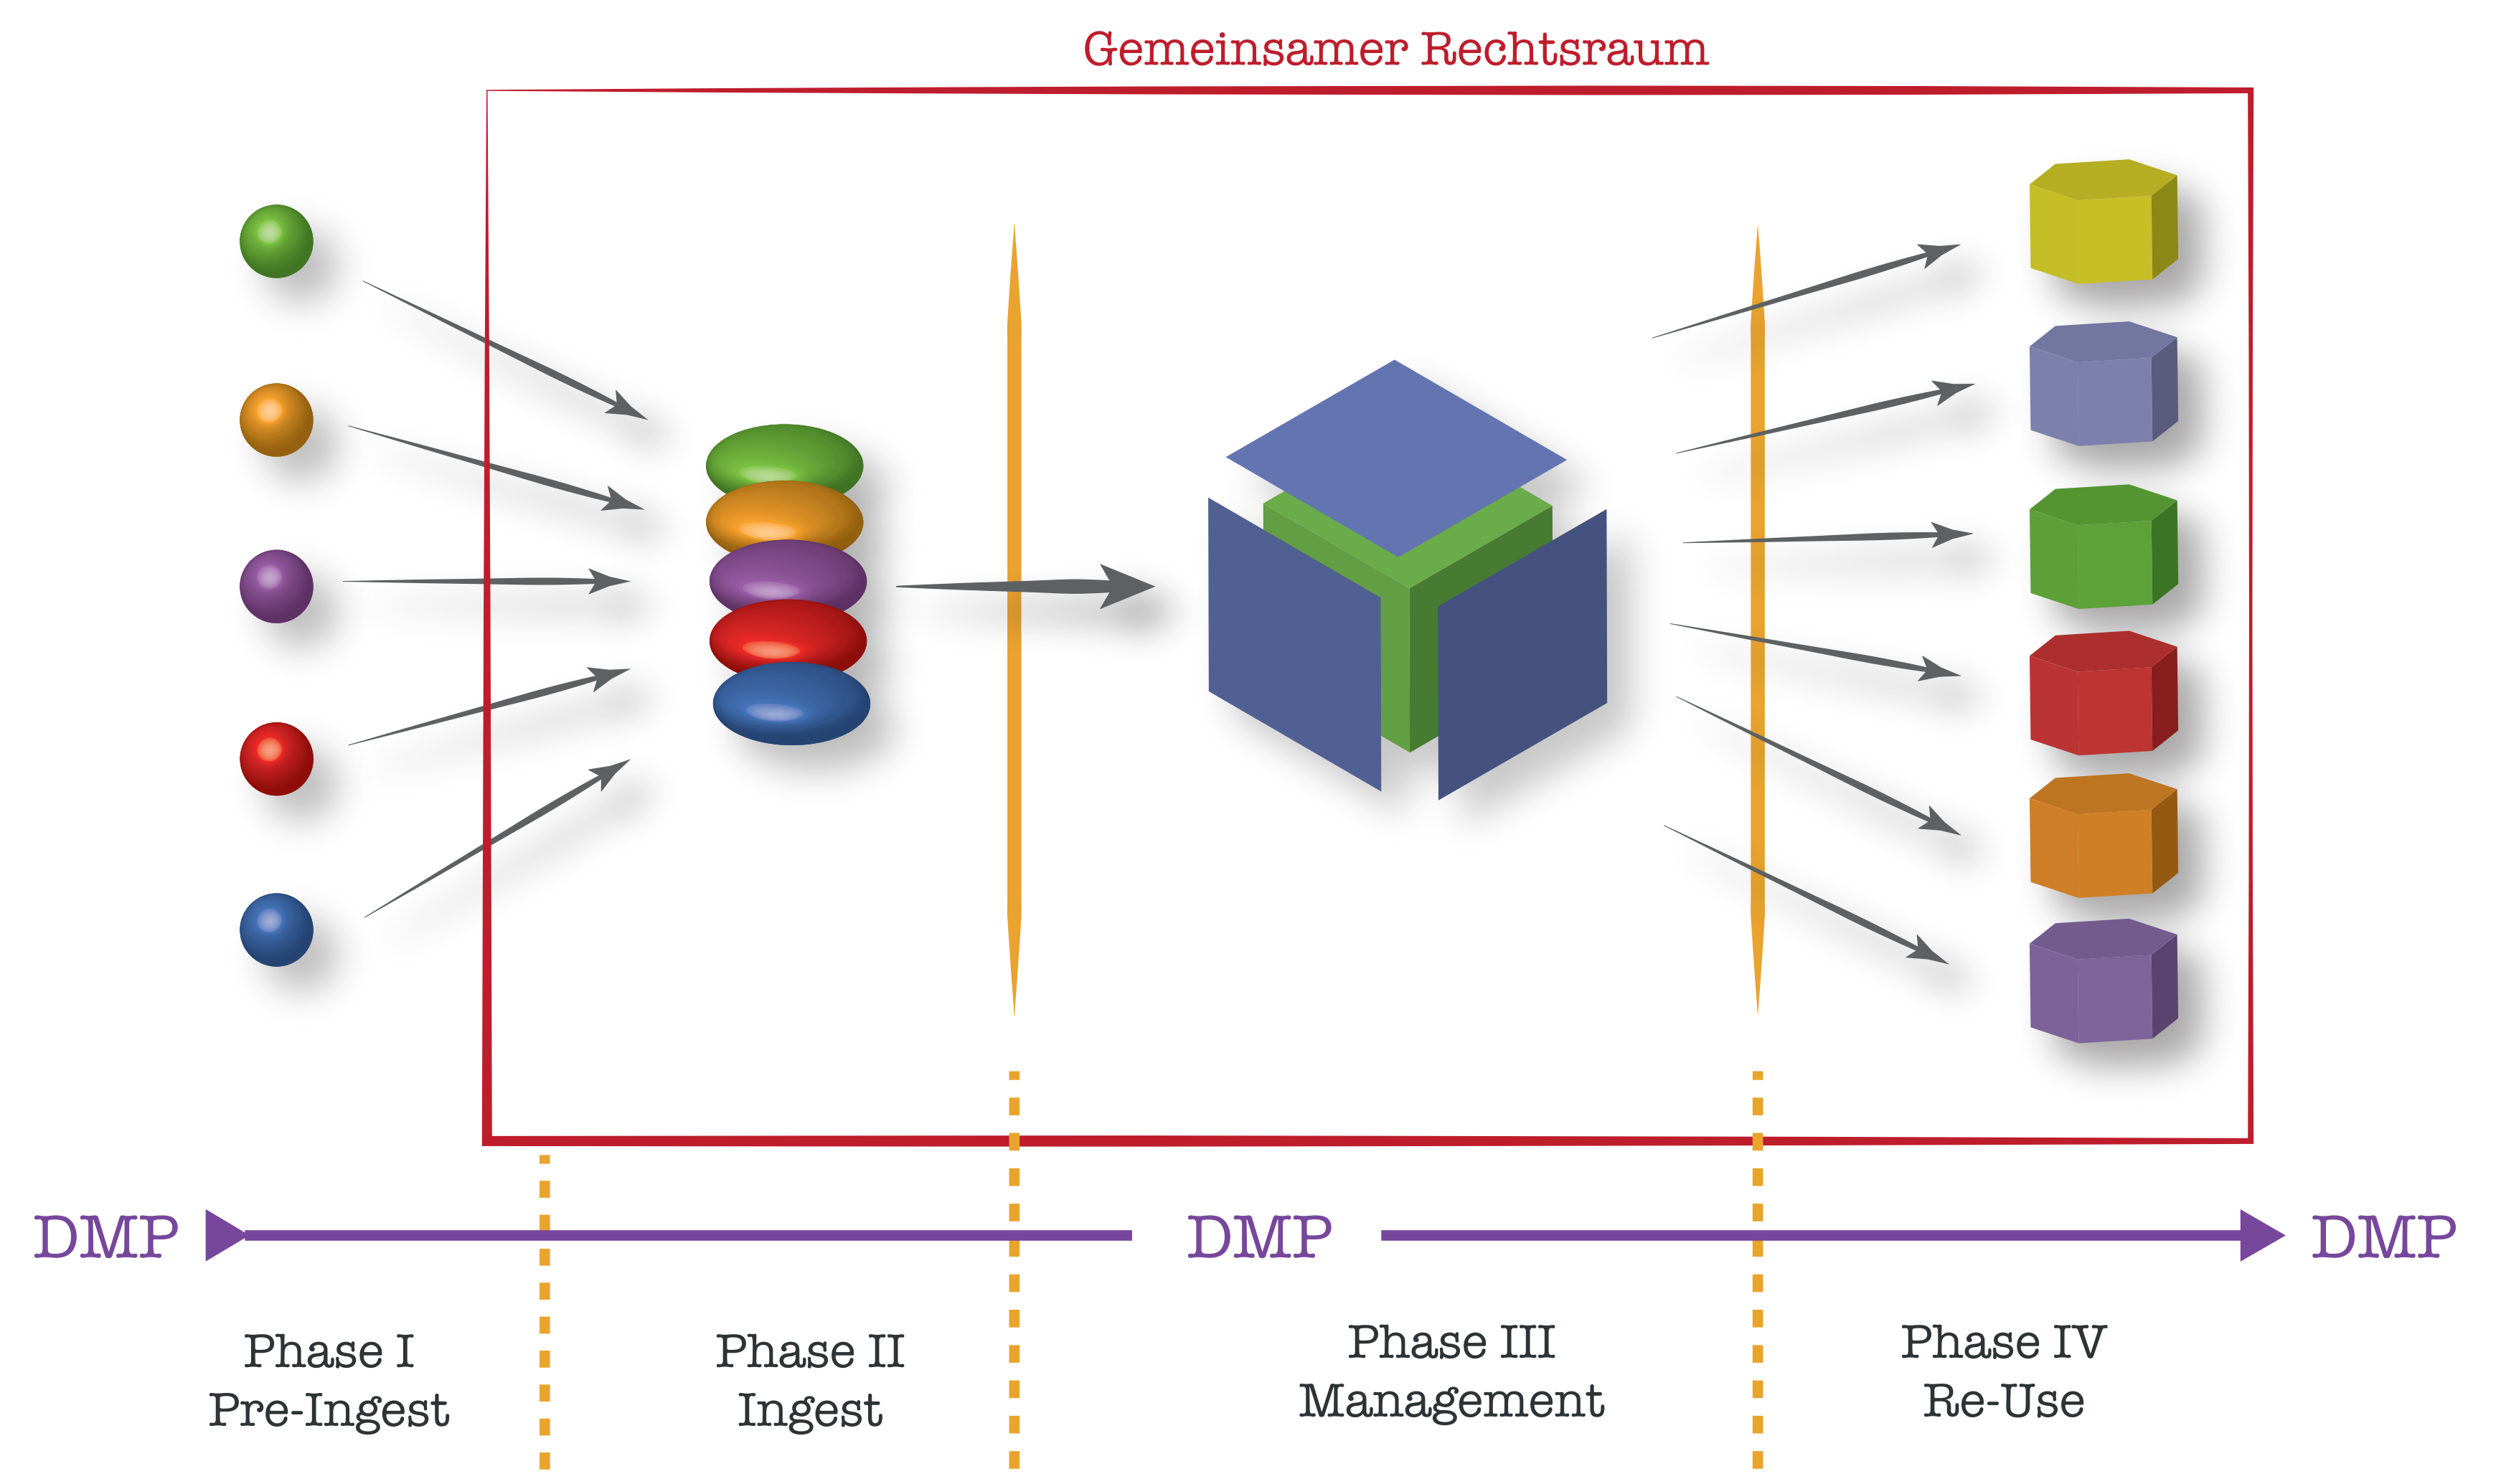 Gemeinsamer Rechtsraum
DMP
DMP
DMP
Phase I
Pre-Ingest
Phase II
Ingest
Phase III
Management
Phase IV
Re-Use